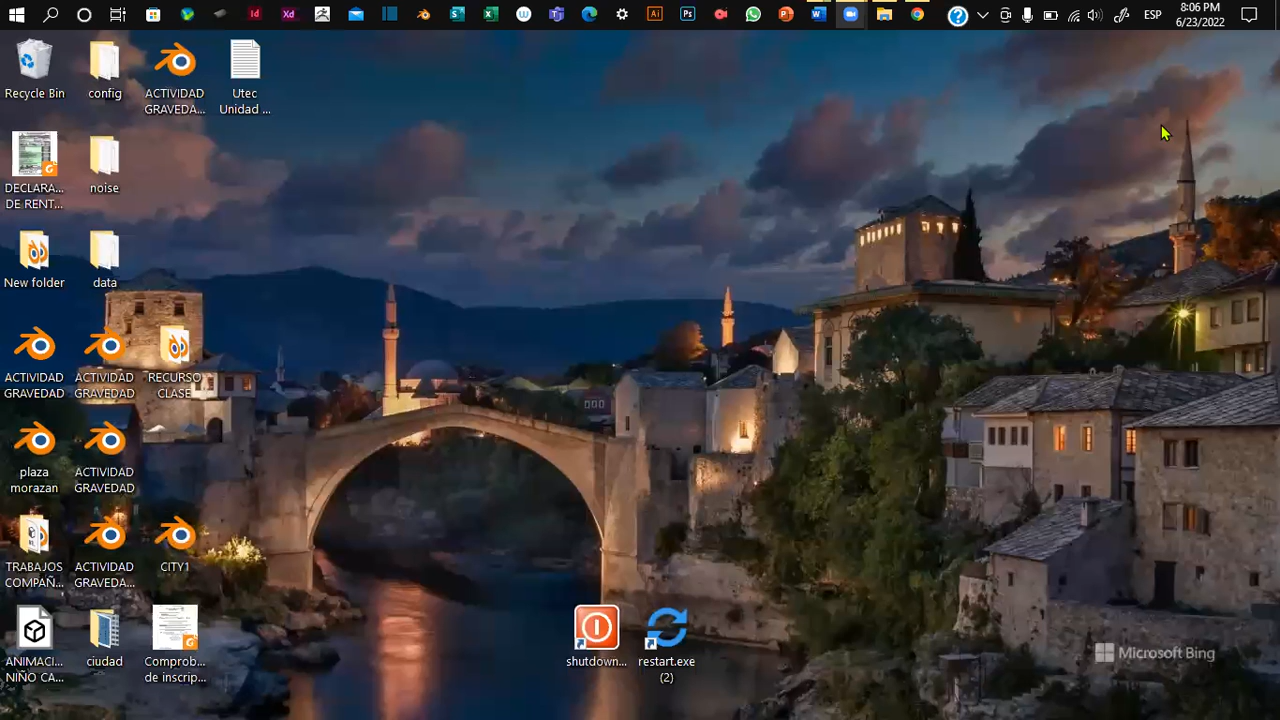 ESP
8:06 PM
6/23/2022
Recycle Bin
config
ACTIVIDAD
GRAVEDA...
Utec
Unidad ...
DECLARA...
DE RENT...
noise
New folder
data
ACTIVIDAD
GRAVEDAD
ACTIVIDAD
GRAVEDAD
RECURSO
CLASE
plaza
morazan
ACTIVIDAD
GRAVEDAD
TRABAJOS
COMPAÑ...
ACTIVIDAD
GRAVEDA...
CITY1
ANIMACI...
NIÑO CA...
ciudad
Comprob...
de inscrip...
shutdown...
restart.exe
(2)
Microsoft Bing